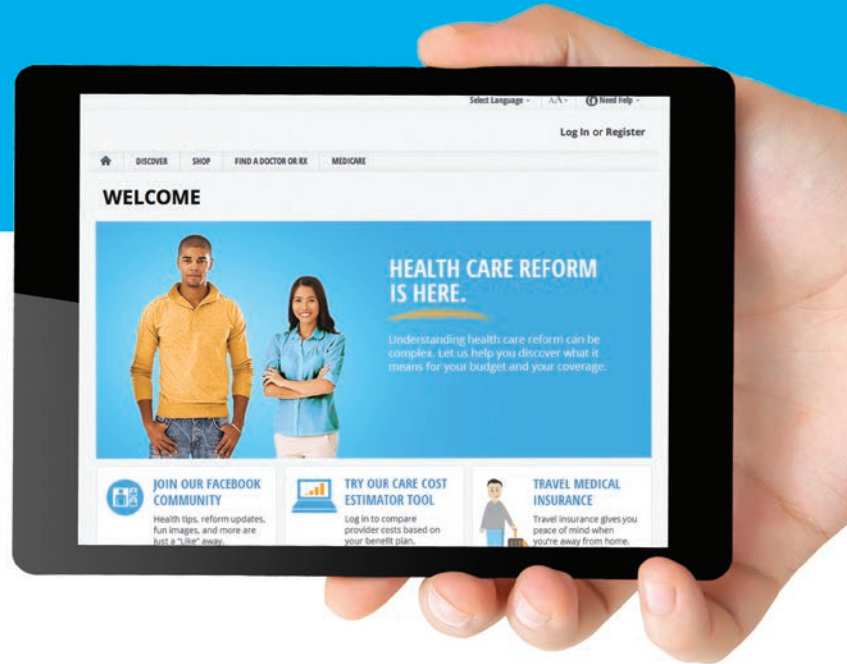 Select Language AA Need Help
Log In or Register
DISCOVER SHOP FIND A DOCTOR OR RX MEDICARE
WELCOME
HEALTH CARE REFORM
IS HERE.
Understanding health care reform can be
complex. Let us help you discover what it
means for your budget and your coverage.
JOIN OUR FACEBOOK
COMMUNITY
Health tips, reform updates,
fun images, and more are
just a "Like" away.
TRY OUR CARE COST
ESTIMATOR TOOL
Log in to compare
provider costs based on
your benefit plan.
TRAVEL MEDICAL
INSURANCE
Travel insurance gives you
peace of mind when
you're away from home.